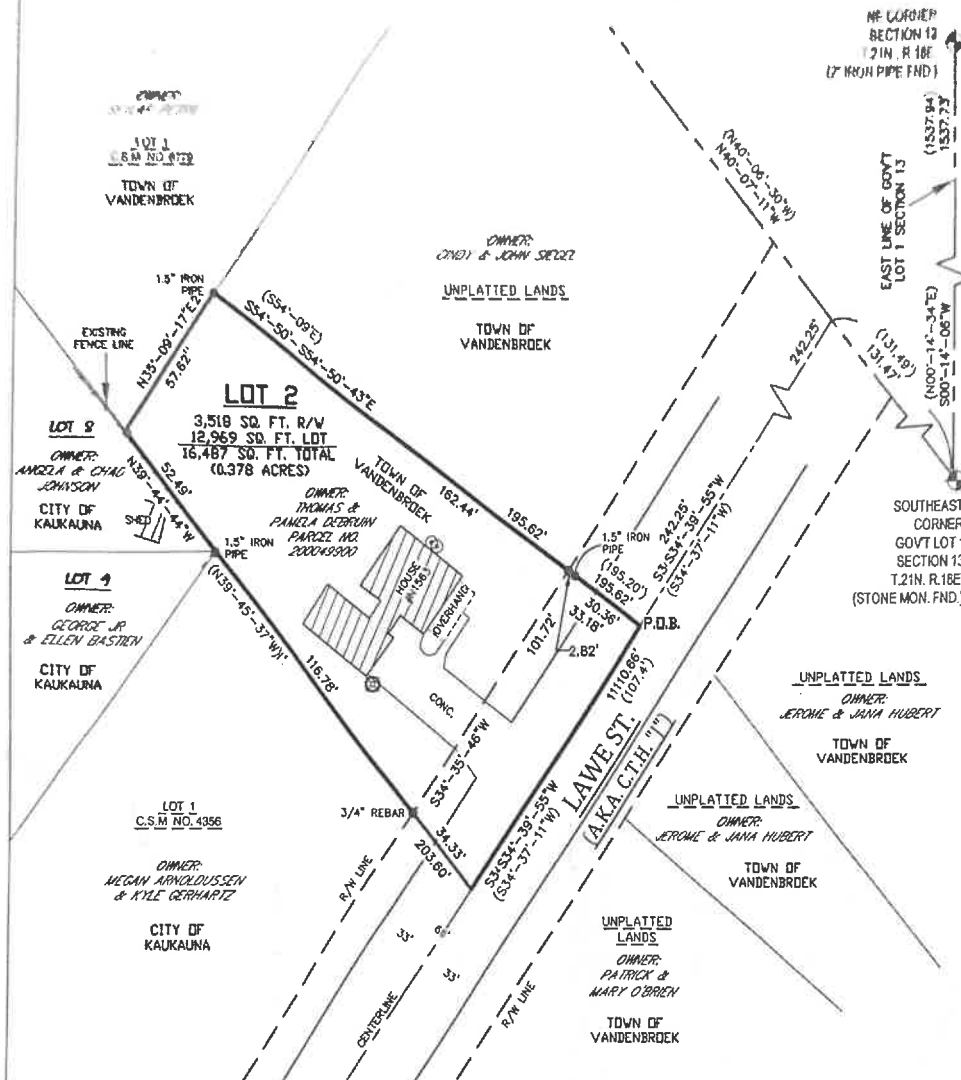 NE CORNER
SECTION 13
T.21N., R.18E.
(2" IRON PIPE FND.)
(1537.94)
1537.73'
EAST LINE OF GOV'T
LOT 1 SECTION 13
(N00°-14'-34"E)
S00°-14'-06"W
(N40°-06'-30"W)
N40°-07'-11"W
(131.49')
131.47'
242.25'
SOUTHEAST
CORNER
GOV'T LOT 1
SECTION 13
T.21N. R.18E.
(STONE MON. FND.)
OWNER:
LOT 1
C.S.M NO.
TOWN OF
VANDENBROEK
OWNER:
CINDY & JOHN SIEGEL
UNPLATTED LANDS
TOWN OF
VANDENBROEK
1.5" IRON
PIPE
EXISTING
FENCE LINE
N35°-09'-17"E2
57.62"
(S54°-09'E)
S54°-50'- S54°-50'-43"E
LOT 2
3,518 SQ. FT. R/W
12,969 SQ. FT. LOT
16,487 SQ. FT. TOTAL
(0.378 ACRES)
TOWN OF
VANDENBROEK
OWNER:
THOMAS &
PAMELA DEBRUIN
PARCEL NO.
200049900
162.44'
195.62'
OWNER:
ANGELA & CHAD
JOHNSON
CITY OF
KAUKAUNA
52.49'
N39°-44'-44"W
SHED
1.5" IRON
PIPE
HOUSE
#N1563
OVERHANG
1.5" IRON
PIPE
(195.20')
195.62'
30.36'
33.18'
2.82'
101.72'
P.O.B.
242.25'
S3'S34°-39'-55"W
(S34°-37'-11"W)
LOT 4
OWNER:
GEORGE JR
& ELLEN BASTIEN
CITY OF
KAUKAUNA
(N39°-45'-37"W)'
116.78'
CONC.
S34°-35'-46"W
11110.86'
(107.4')
LAWE ST.
(A.K.A. C.T.H. "J")
S3'S34°-39'-55"W
(S34°-37'-11"W)
3/4" REBAR
34.33'
203.60'
LOT 1
C.S.M NO. 4356
OWNER:
MEGAN ARNOLDUSSEN
& KYLE GERHARTZ
CITY OF
KAUKAUNA
R/W LINE
33'
33'
CENTERLINE
R/W LINE
UNPLATTED LANDS
OWNER:
JEROME & JANA HUBERT
TOWN OF
VANDENBROEK
UNPLATTED LANDS
OWNER:
JEROME & JANA HUBERT
TOWN OF
VANDENBROEK
UNPLATTED
LANDS
OWNER:
PATRICK &
MARY O'BRIEN
TOWN OF
VANDENBROEK